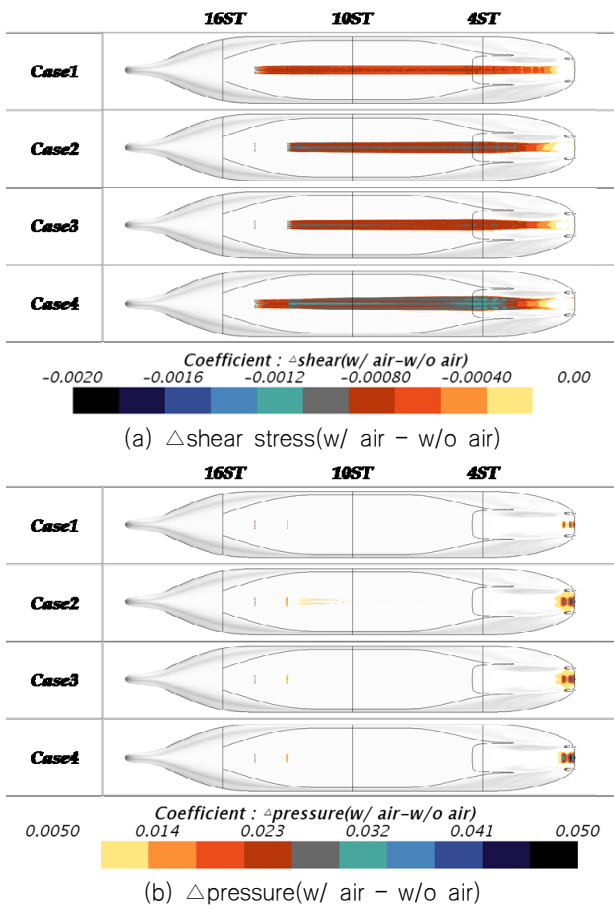 16ST 10ST 4ST
Case1
Case2
Case3
Case4
Coefficient : △shear(w/ air-w/o air)
-0.0020 -0.0016 -0.0012 -0.00080 -0.00040 0.00
(a) △shear stress(w/ air - w/o air)
16ST 10ST 4ST
Case1
Case2
Case3
Case4
Coefficient : △pressure(w/ air-w/o air)
0.0050 0.014 0.023 0.032 0.041 0.050
(b) △pressure(w/ air - w/o air)